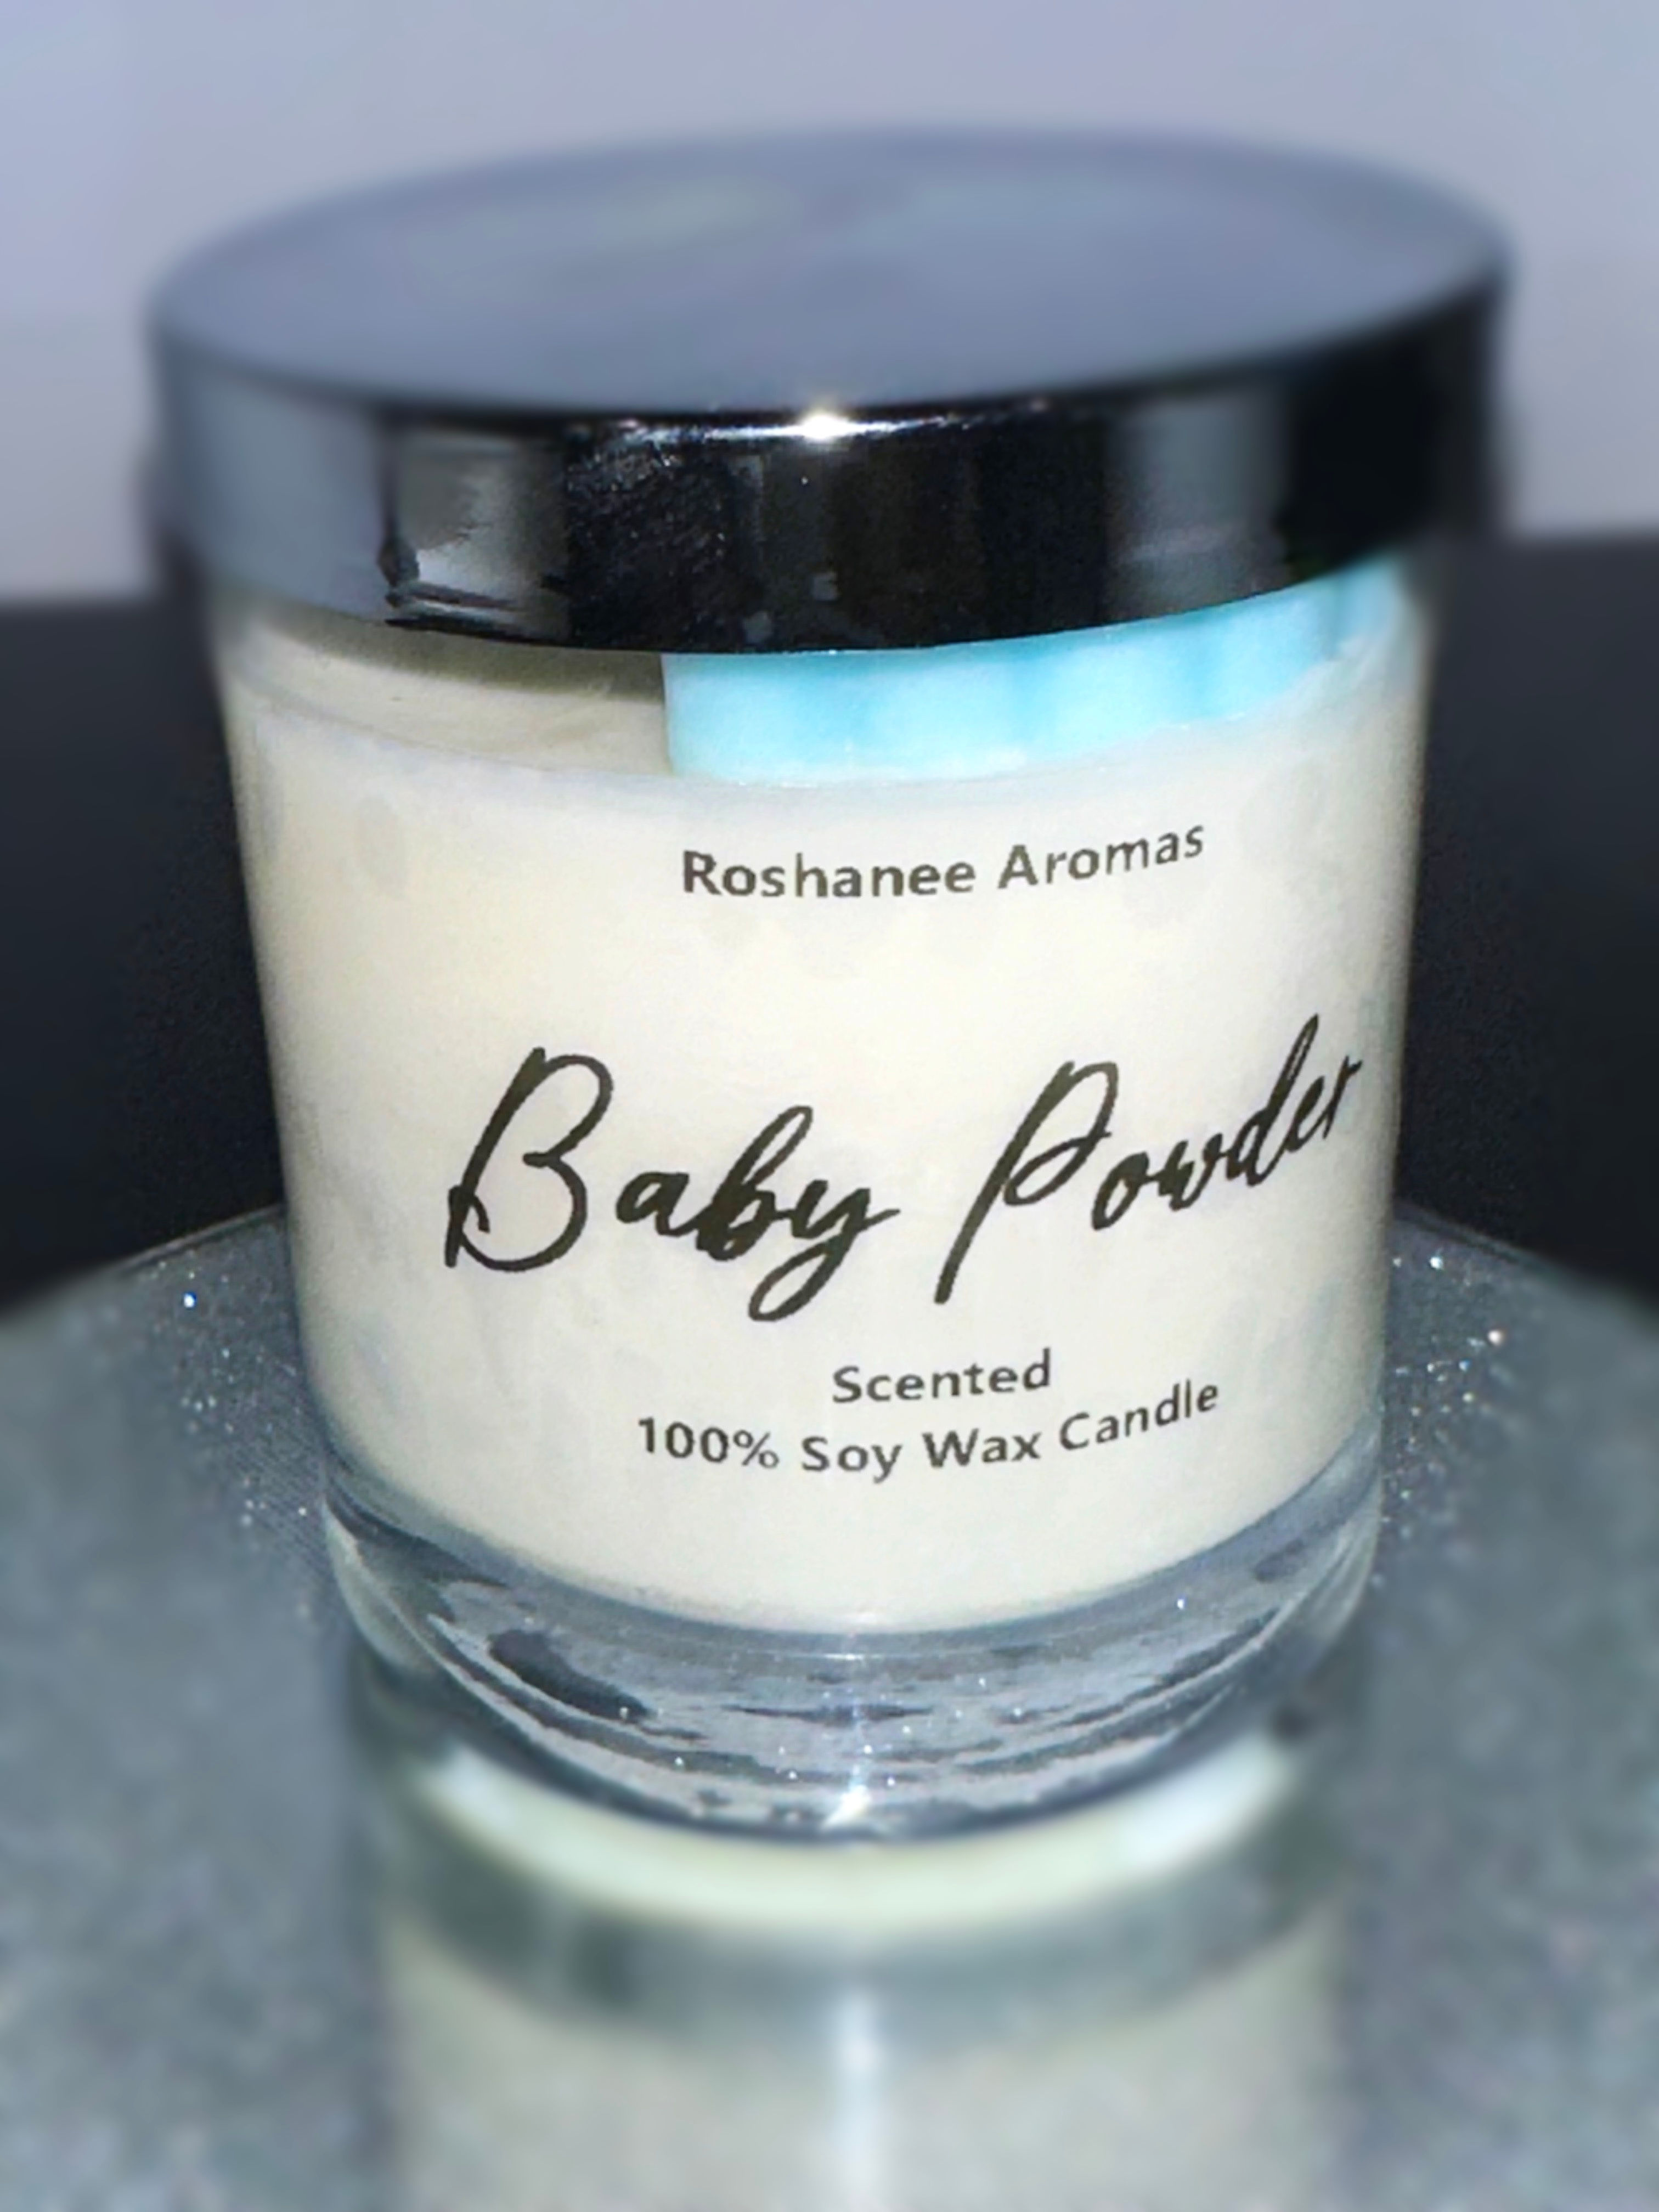 Roshanee Aromas
Baby Powder
Scented
100% Soy Wax Candle